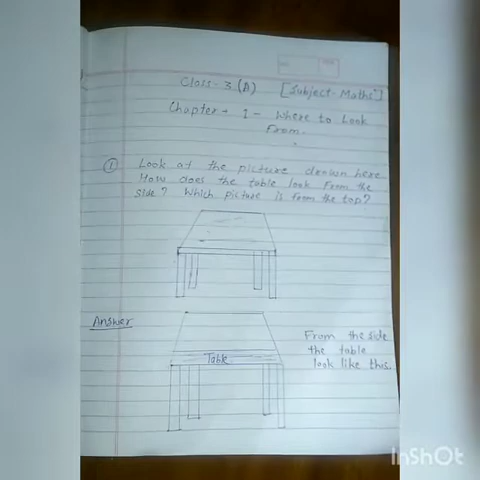 Class-3 (A) [Subject-Maths]
Chapter → 1 - Where to Look
From.
① Look at the picture drawn here
How does the table look from the
side? Which picture is from the top?
Answer
From the side
the table
look like this.
Table
InShOt